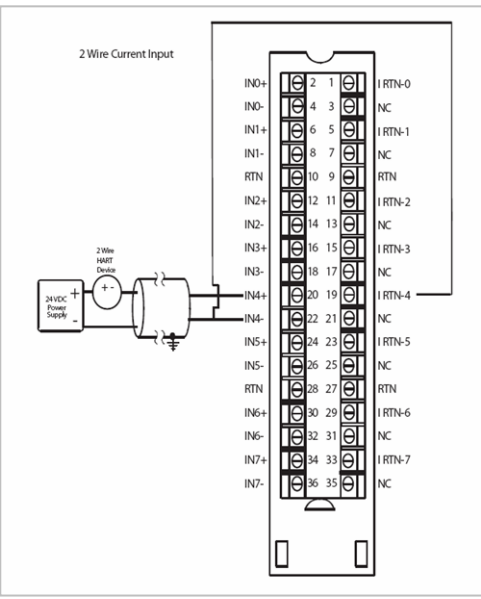 2 Wire Current Input
IN0+ 2 1 I RTN-0
IN0- 4 3 NC
IN1+ 6 5 I RTN-1
IN1- 8 7 NC
RTN 10 9 RTN
IN2+ 12 11 I RTN-2
IN2- 14 13 NC
IN3+ 16 15 I RTN-3
IN3- 18 17 NC
IN4+ 20 19 I RTN-4
IN4- 22 21 NC
IN5+ 24 23 I RTN-5
IN5- 26 25 NC
RTN 28 27 RTN
IN6+ 30 29 I RTN-6
IN6- 32 31 NC
IN7+ 34 33 I RTN-7
IN7- 36 35 NC
2 Wire
HART
Device
+ -
24 VDC
Power
Supply
+
-